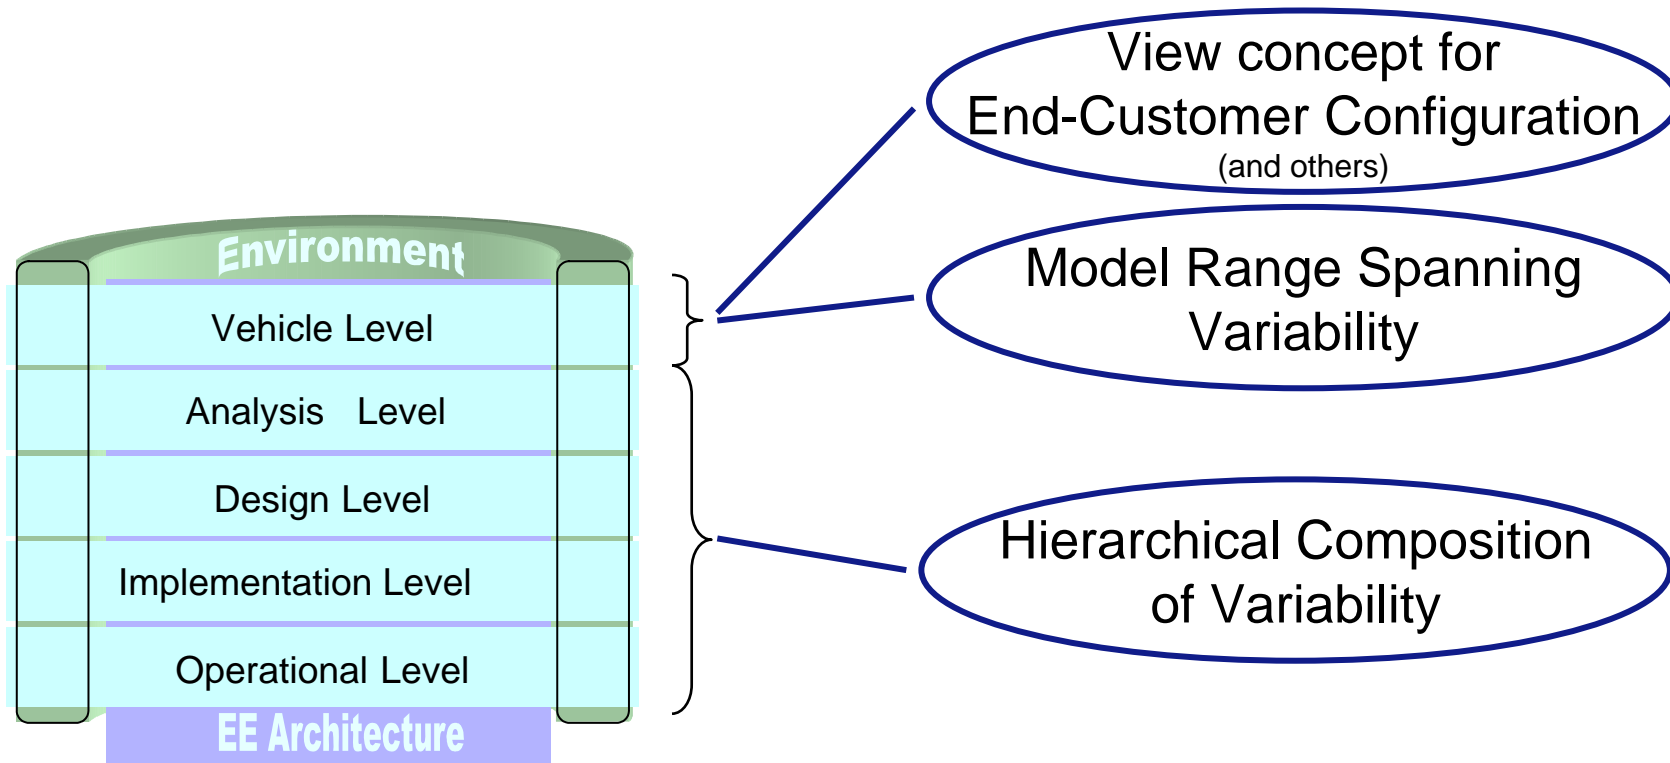 View concept for
End-Customer Configuration
(and others)
Model Range Spanning
Variability
Hierarchical Composition
of Variability
Environment
Vehicle Level
Analysis Level
Design Level
Implementation Level
Operational Level
EE Architecture